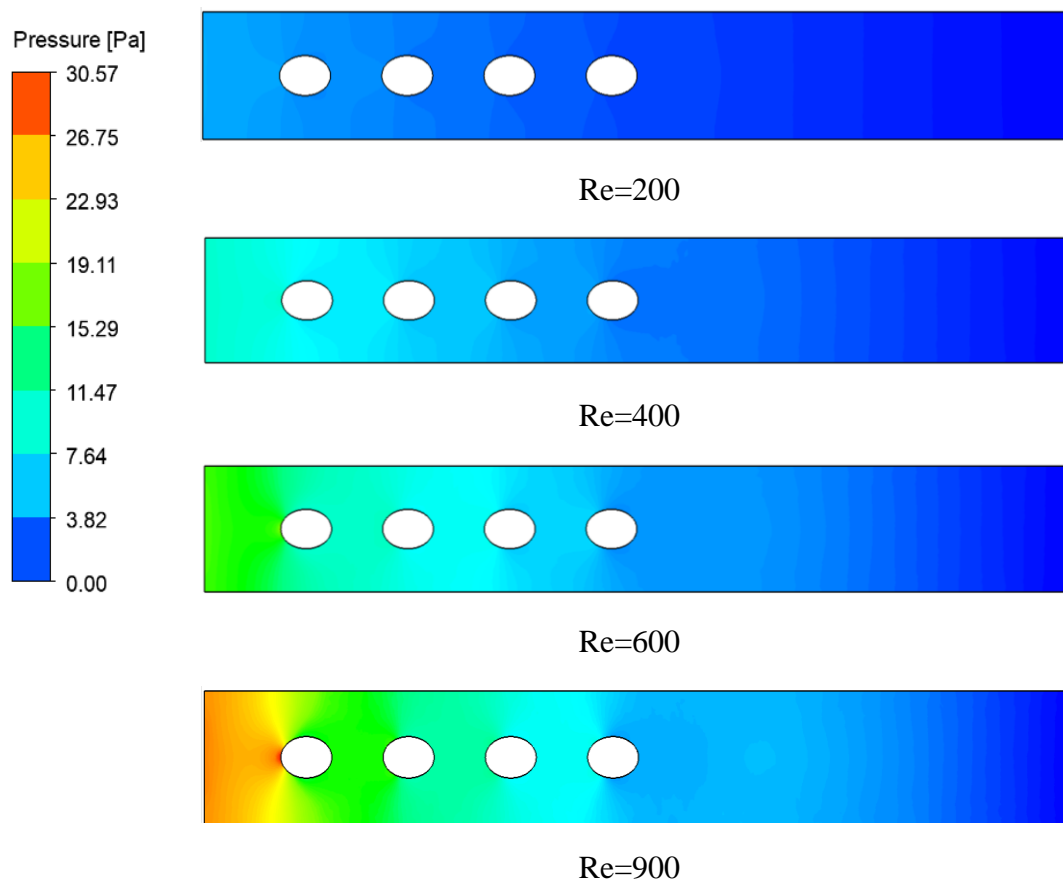 Pressure [Pa]
30.57
26.75
22.93
19.11
15.29
11.47
7.64
3.82
0.00
Re=200
Re=400
Re=600
Re=900